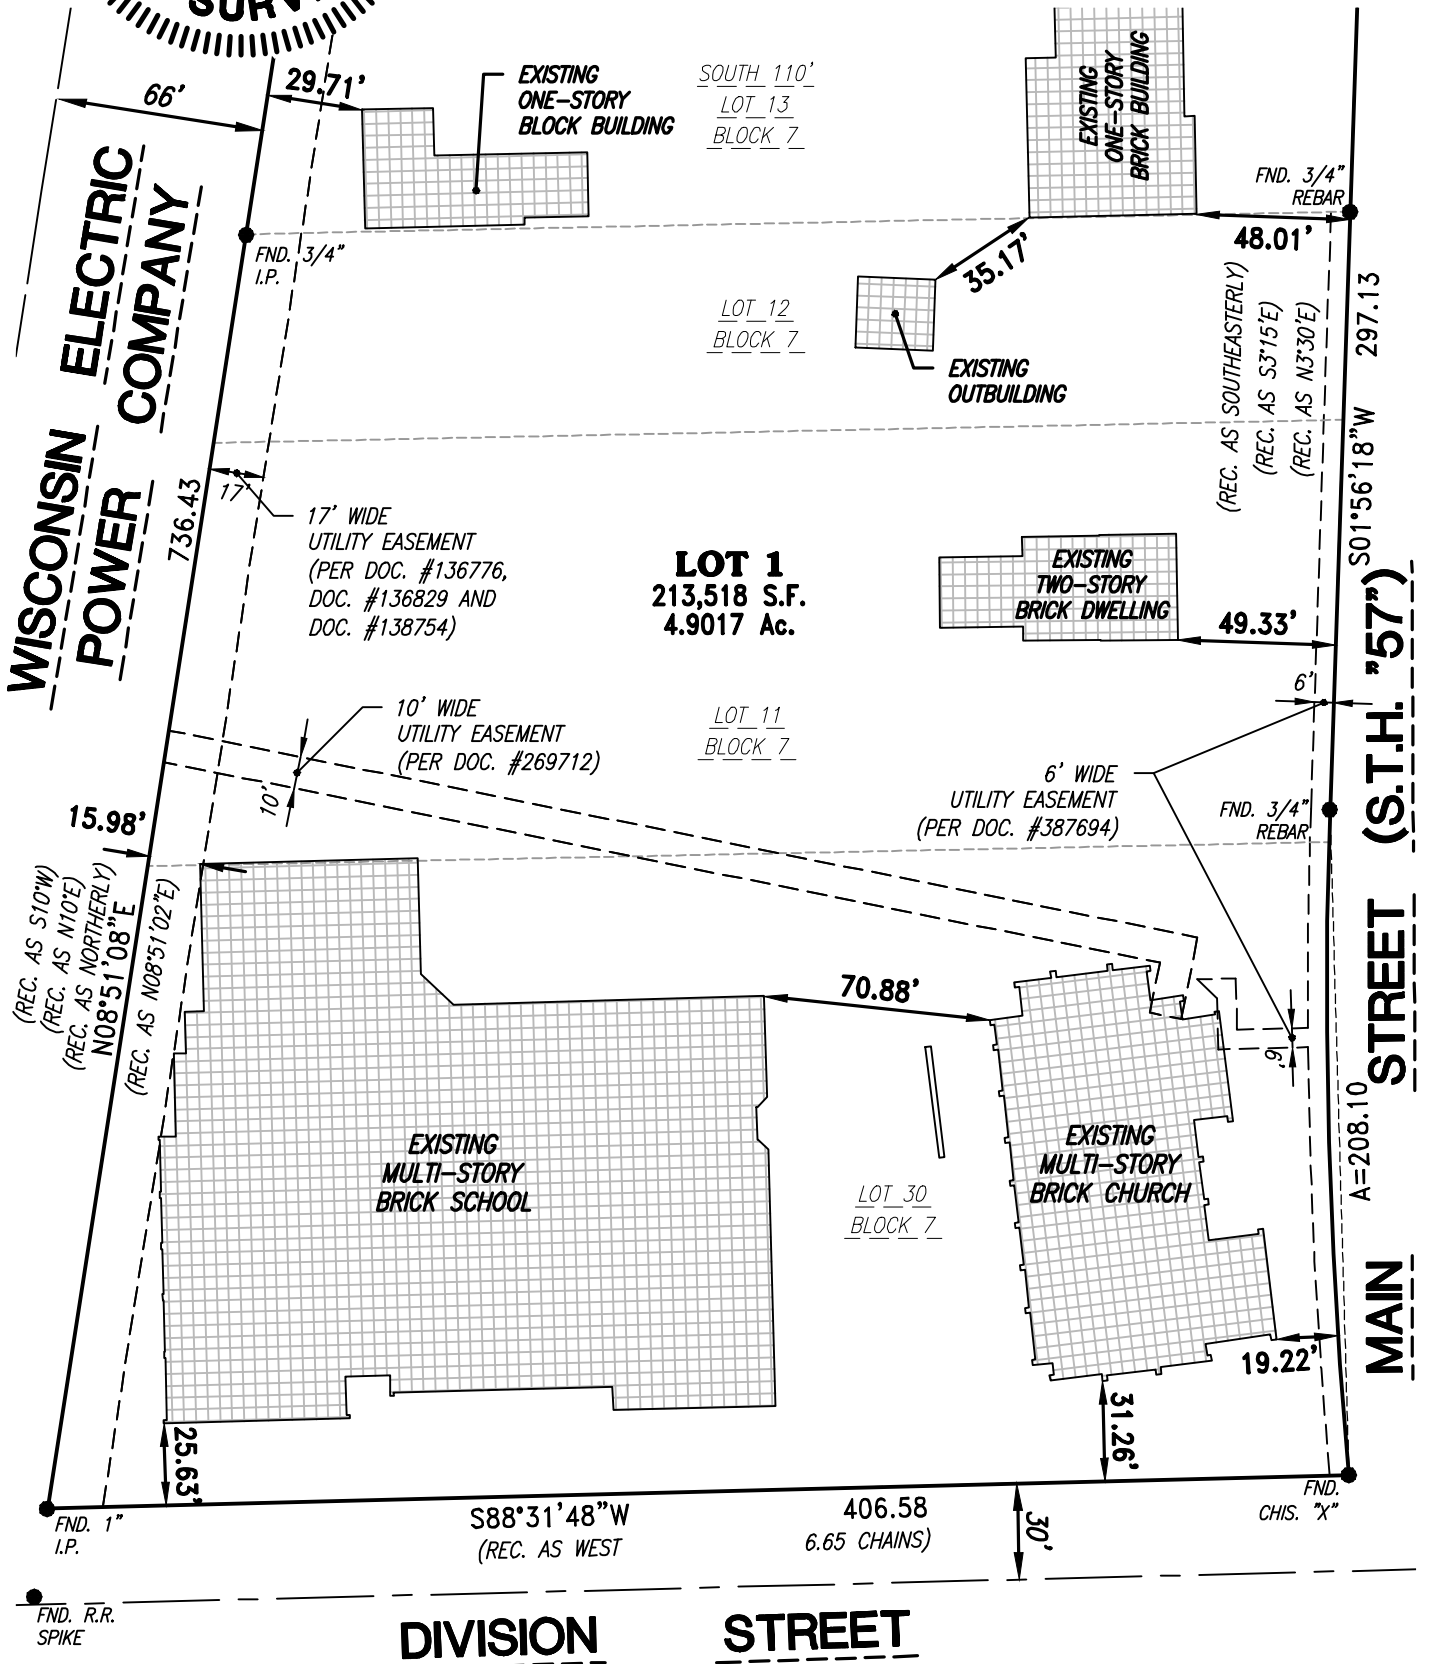 SURV
66'
29.71'
EXISTING
ONE-STORY
BLOCK BUILDING
SOUTH 110'
LOT 13
BLOCK 7
EXISTING
ONE-STORY
BRICK BUILDING
FND. 3/4"
REBAR
48.01'
WISCONSIN ELECTRIC
POWER COMPANY
FND. 3/4"
I.P.
35.17'
LOT 12
BLOCK 7
EXISTING
OUTBUILDING
(REC. AS SOUTHEASTERLY)
(REC. AS S3°15'E)
(REC. AS N3°30'E)
S01°56'18"W 297.13
736.43
17'
17' WIDE
UTILITY EASEMENT
(PER DOC. #136776,
DOC. #136829 AND
DOC. #138754)
LOT 1
213,518 S.F.
4.9017 Ac.
EXISTING
TWO-STORY
BRICK DWELLING
49.33'
6'
10' WIDE
UTILITY EASEMENT
(PER DOC. #269712)
10'
LOT 11
BLOCK 7
6' WIDE
UTILITY EASEMENT
(PER DOC. #387694)
FND. 3/4"
REBAR
15.98'
(REC. AS S10°W)
(REC. AS N10°E)
(REC. AS NORTHERLY)
N08°51'08"E
(REC. AS N08°51'02"E)
70.88'
6'
MAIN STREET (S.T.H. "57")
A=208.10
EXISTING
MULTI-STORY
BRICK SCHOOL
EXISTING
MULTI-STORY
BRICK CHURCH
LOT 30
BLOCK 7
19.22'
31.26'
25.63'
FND. 1"
I.P.
S88°31'48"W 406.58
(REC. AS WEST 6.65 CHAINS)
30'
FND.
CHIS. "X"
FND. R.R.
SPIKE
DIVISION STREET